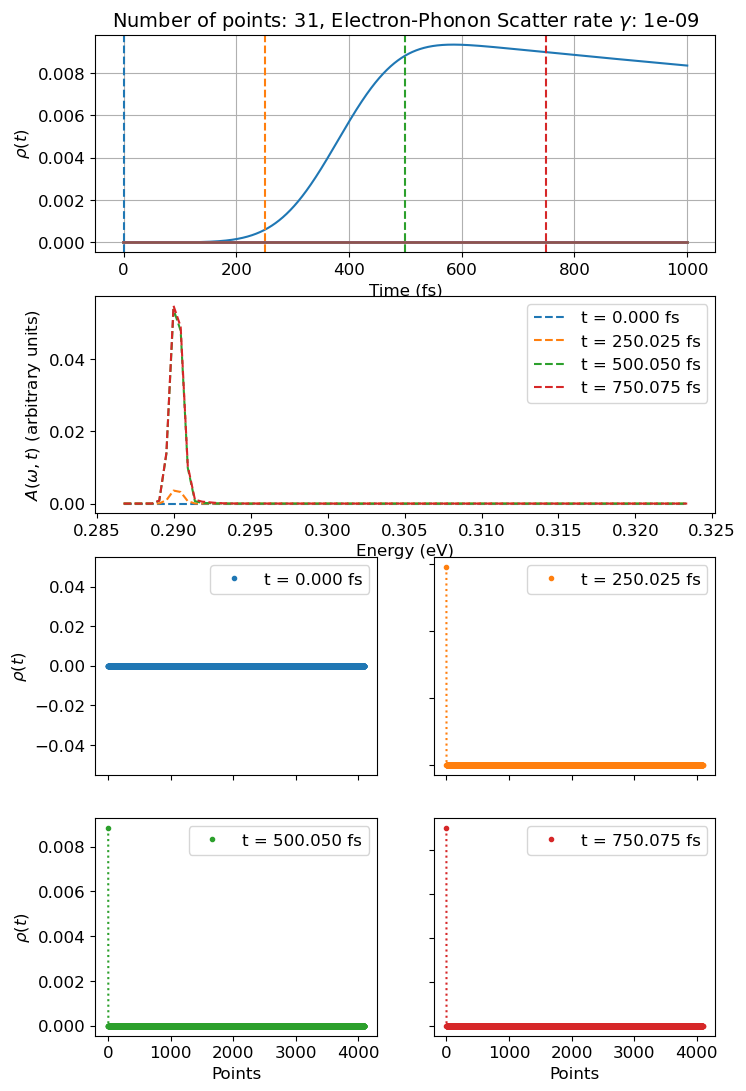 Number of points: 31, Electron-Phonon Scatter rate γ: 1e-09
0.008
0.006
0.004
0.002
0.000
ρ(t)
0 200 400 600 800 1000
Time (fs)
0.04
0.02
0.00
A(ω, t) (arbitrary units)
t = 0.000 fs
t = 250.025 fs
t = 500.050 fs
t = 750.075 fs
0.285 0.290 0.295 0.300 0.305 0.310 0.315 0.320 0.325
Energy (eV)
0.04
0.02
0.00
−0.02
−0.04
ρ(t)
t = 0.000 fs
t = 250.025 fs
0.008
0.006
0.004
0.002
0.000
ρ(t)
t = 500.050 fs
0 1000 2000 3000 4000
Points
t = 750.075 fs
0 1000 2000 3000 4000
Points